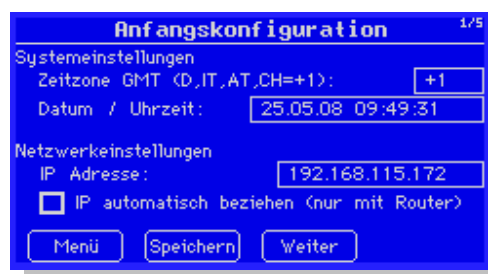 Anfangskonfiguration 1/5
Systemeinstellungen
Zeitzone GMT (D,IT,AT,CH=+1): +1
Datum / Uhrzeit: 25.05.08 09:49:31
Netzwerkeinstellungen
IP Adresse: 192.168.115.172
IP automatisch beziehen (nur mit Router)
Menü Speichern Weiter